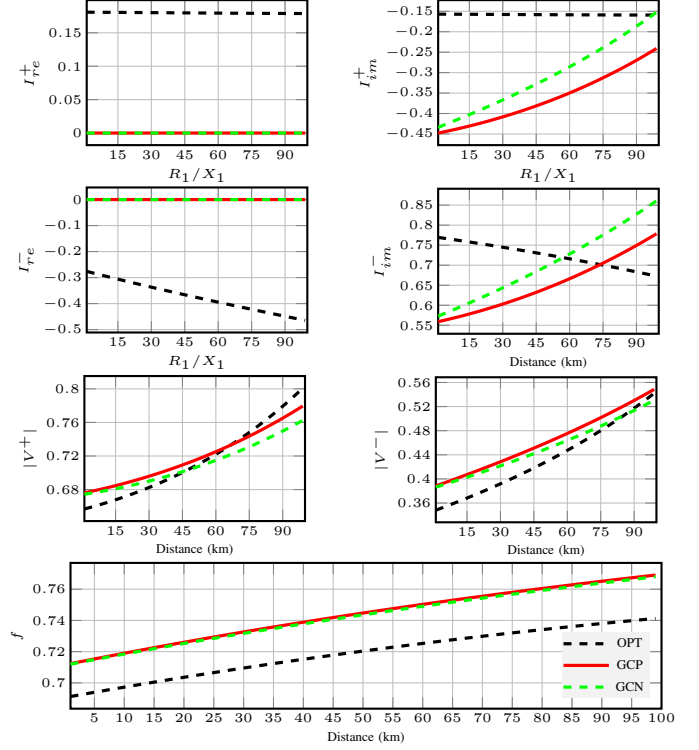 0.15
0.1
0.05
0
I+re
15 30 45 60 75 90
R1/X1
−0.15
−0.2
−0.25
−0.3
−0.35
−0.4
−0.45
I+im
15 30 45 60 75 90
R1/X1
0
−0.1
−0.2
−0.3
−0.4
−0.5
I−re
15 30 45 60 75 90
R1/X1
0.85
0.8
0.75
0.7
0.65
0.6
0.55
I−im
15 30 45 60 75 90
Distance (km)
0.8
0.76
0.72
0.68
|V+|
15 30 45 60 75 90
Distance (km)
0.56
0.52
0.48
0.44
0.4
0.36
|V−|
15 30 45 60 75 90
Distance (km)
0.76
0.74
0.72
0.7
f
OPT
GCP
GCN
5 10 15 20 25 30 35 40 45 50 55 60 65 70 75 80 85 90 95 100
Distance (km)